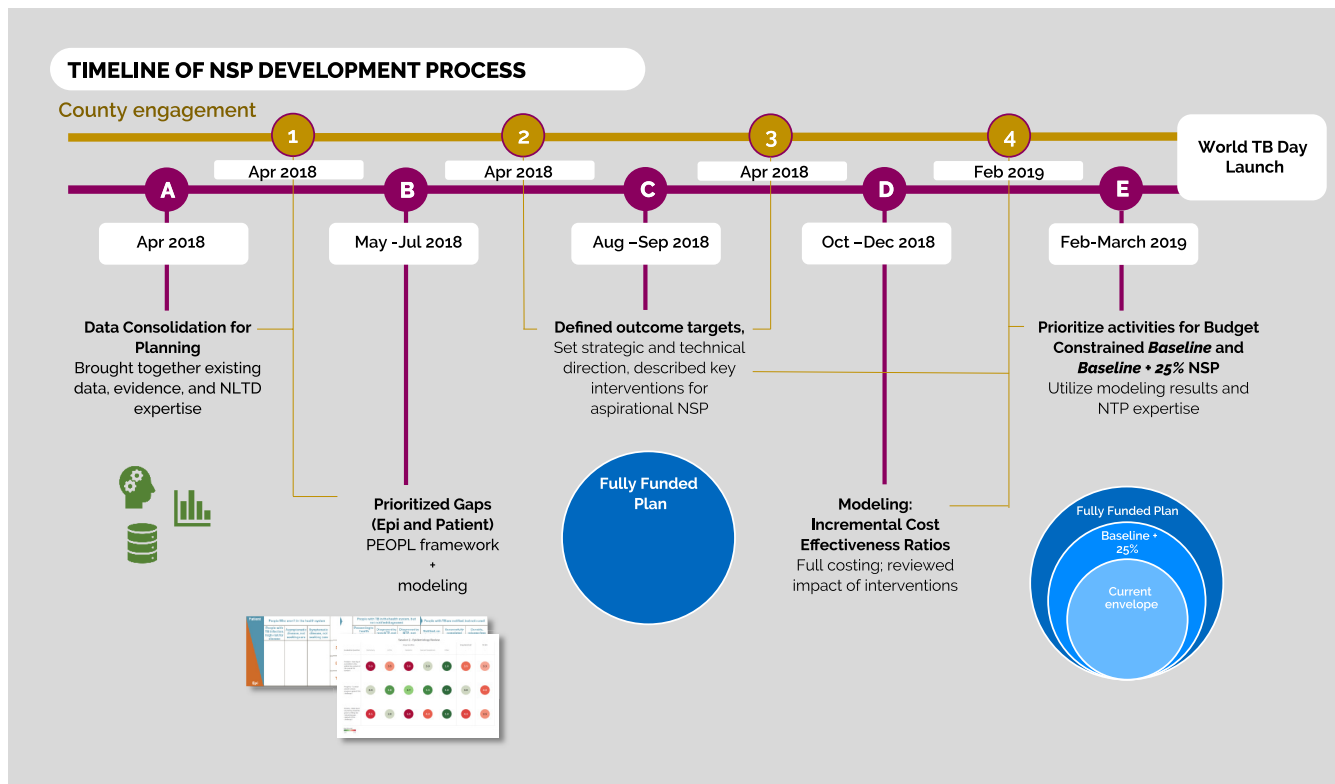 TIMELINE OF NSP DEVELOPMENT PROCESS
County engagement
1
2
3
4
World TB Day
Launch
Apr 2018
Apr 2018
Apr 2018
Feb 2019
A
B
C
D
E
Apr 2018
May -Jul 2018
Aug –Sep 2018
Oct –Dec 2018
Feb-March 2019
Data Consolidation for
Planning
Brought together existing
data, evidence, and NLTD
expertise
Defined outcome targets,
Set strategic and technical
direction, described key
interventions for
aspirational NSP
Prioritize activities for Budget
Constrained Baseline and
Baseline + 25% NSP
Utilize modeling results and
NTP expertise
Prioritized Gaps
(Epi and Patient)
PEOPL framework
+
modeling
Fully Funded
Plan
Modeling:
Incremental Cost
Effectiveness Ratios
Full costing; reviewed
impact of interventions
Fully Funded Plan
Baseline +
25%
Current
envelope
Patient
Epi